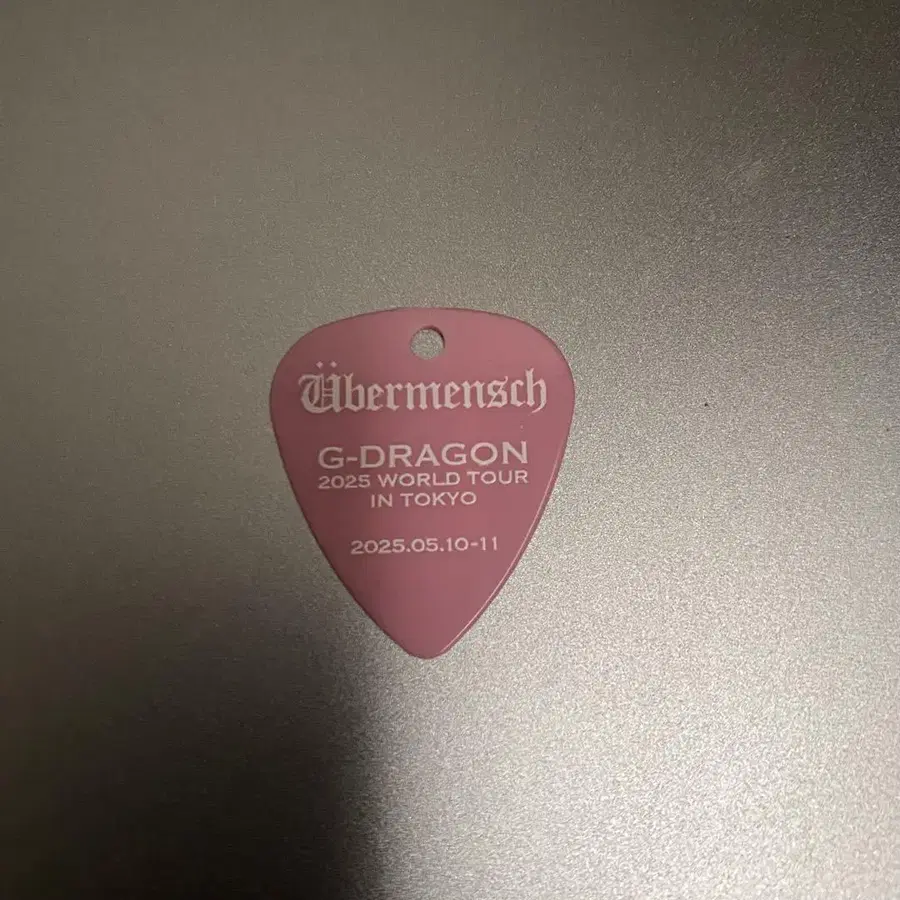 Übermensch
G-DRAGON
2025 WORLD TOUR
IN TOKYO
2025.05.10-11